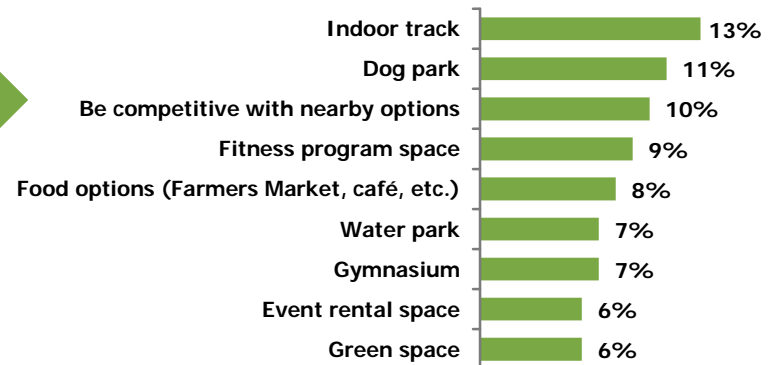 Indoor track 13%
Dog park 11%
Be competitive with nearby options 10%
Fitness program space 9%
Food options (Farmers Market, café, etc.) 8%
Water park 7%
Gymnasium 7%
Event rental space 6%
Green space 6%